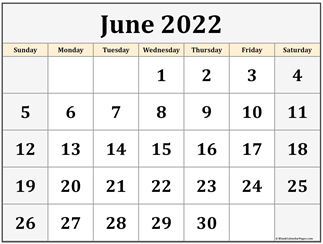 June 2022
Sunday Monday Tuesday Wednesday Thursday Friday Saturday
1 2 3 4
5 6 7 8 9 10 11
12 13 14 15 16 17 18
19 20 21 22 23 24 25
26 27 28 29 30